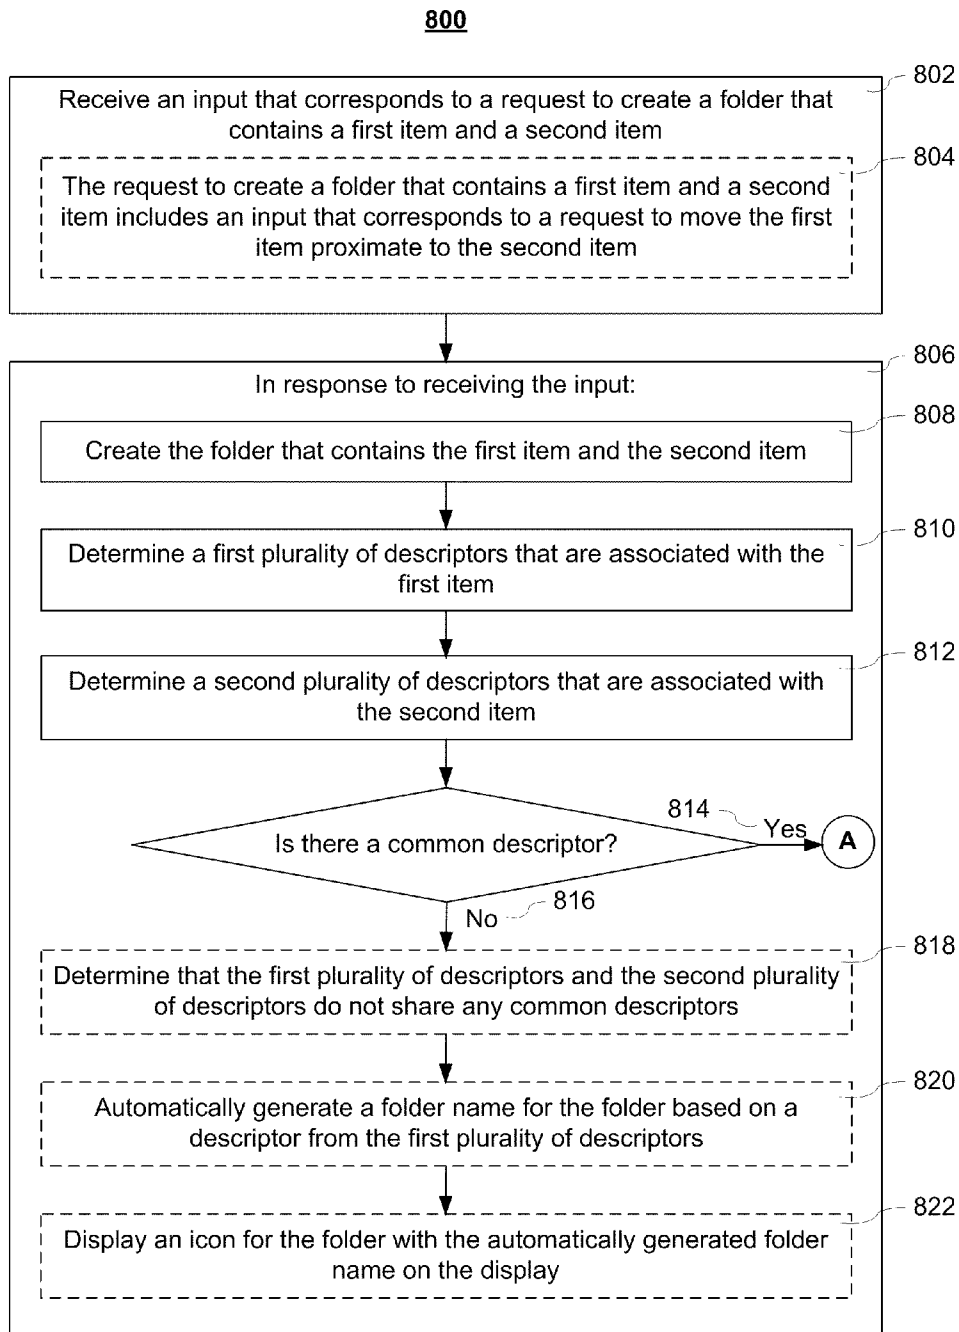 800
802
Receive an input that corresponds to a request to create a folder that
contains a first item and a second item
804
The request to create a folder that contains a first item and a second
item includes an input that corresponds to a request to move the first
item proximate to the second item
806
In response to receiving the input:
808
Create the folder that contains the first item and the second item
810
Determine a first plurality of descriptors that are associated with the
first item
812
Determine a second plurality of descriptors that are associated with
the second item
814
Is there a common descriptor?
Yes
A
816
No
818
Determine that the first plurality of descriptors and the second plurality
of descriptors do not share any common descriptors
820
Automatically generate a folder name for the folder based on a
descriptor from the first plurality of descriptors
822
Display an icon for the folder with the automatically generated folder
name on the display